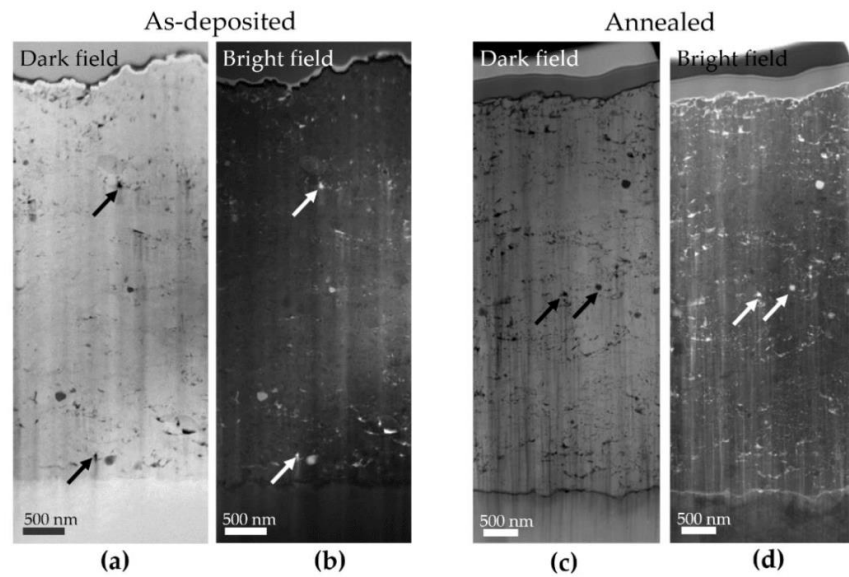 As-deposited
Annealed
Dark field
Bright field
Dark field
Bright field
500 nm
500 nm
500 nm
500 nm
(a)
(b)
(c)
(d)